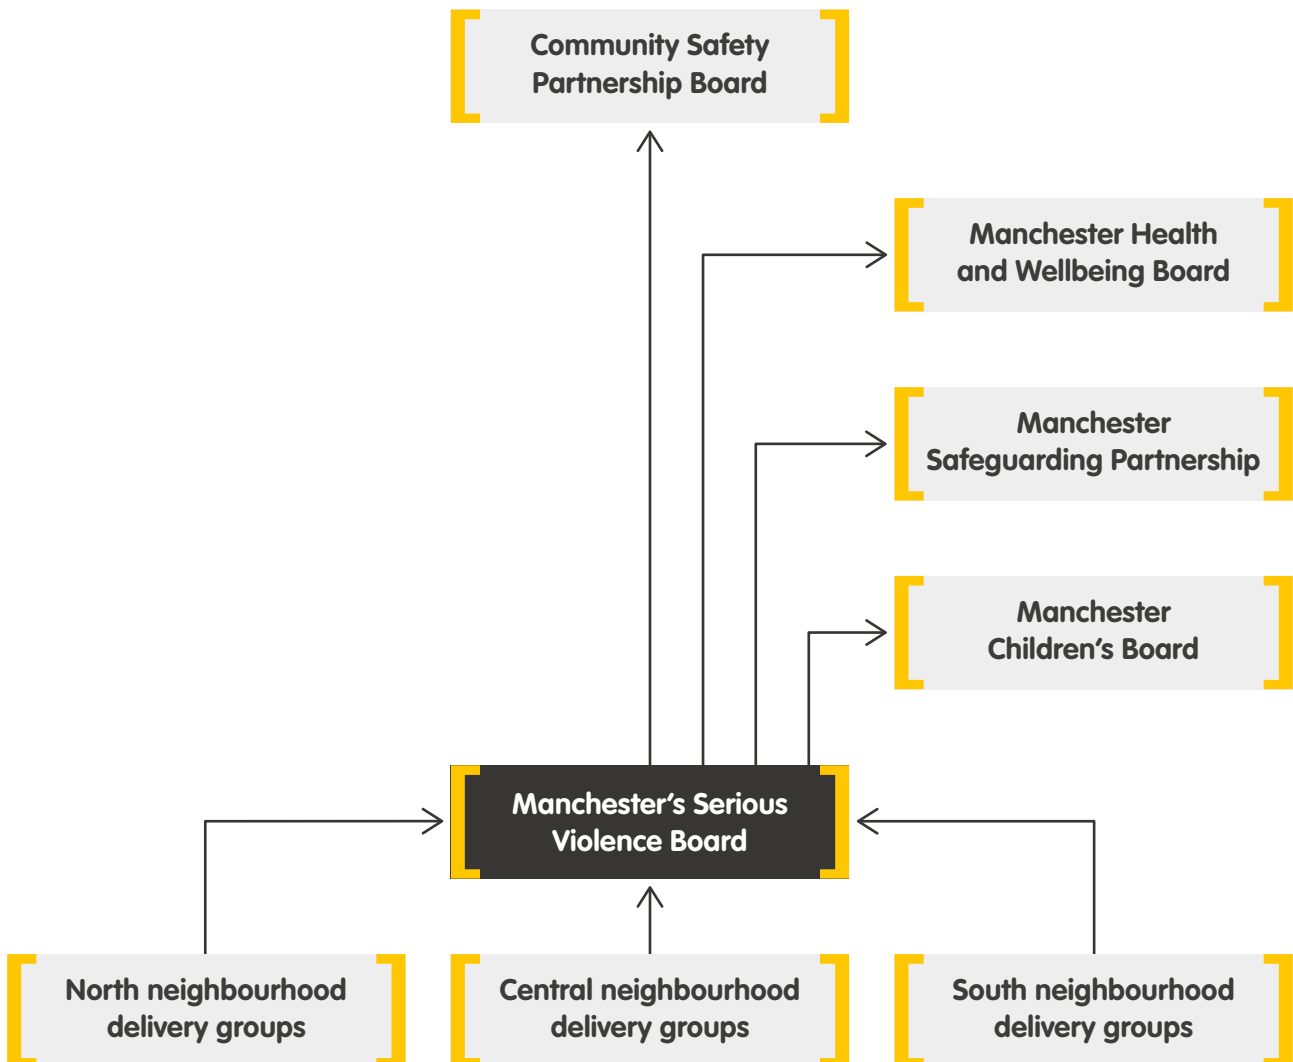 Community Safety
Partnership Board
Manchester Health
and Wellbeing Board
Manchester
Safeguarding Partnership
Manchester
Children's Board
Manchester's Serious
Violence Board
North neighbourhood
delivery groups
Central neighbourhood
delivery groups
South neighbourhood
delivery groups